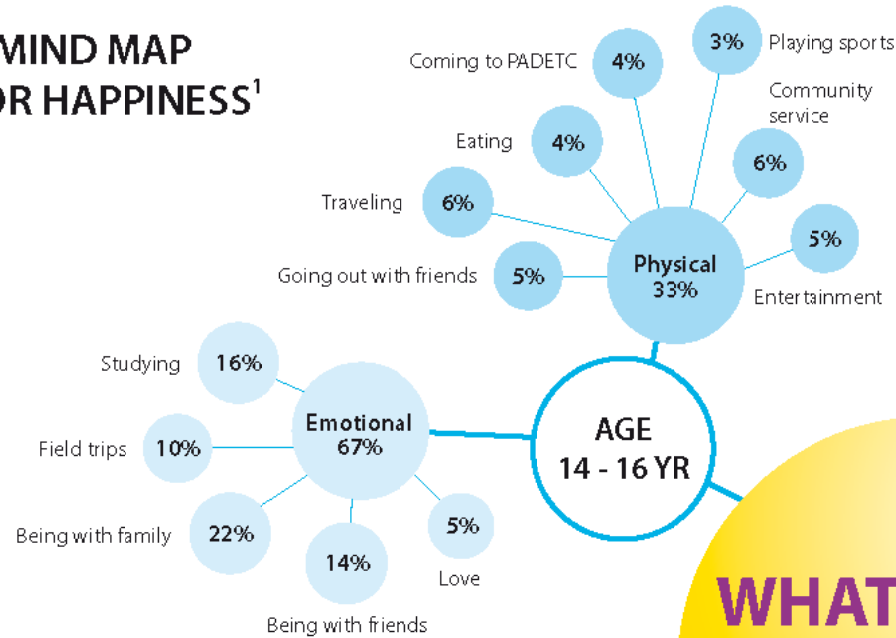 MIND MAP
OR HAPPINESS¹
Coming to PADETC
4%
3%
Playing sports
Community
service
6%
Eating
4%
Traveling
6%
5%
Entertainment
Going out with friends
5%
Physical
33%
Studying
16%
Emotional
67%
Field trips
10%
Being with family
22%
14%
Being with friends
5%
Love
AGE
14 - 16 YR
WHAT